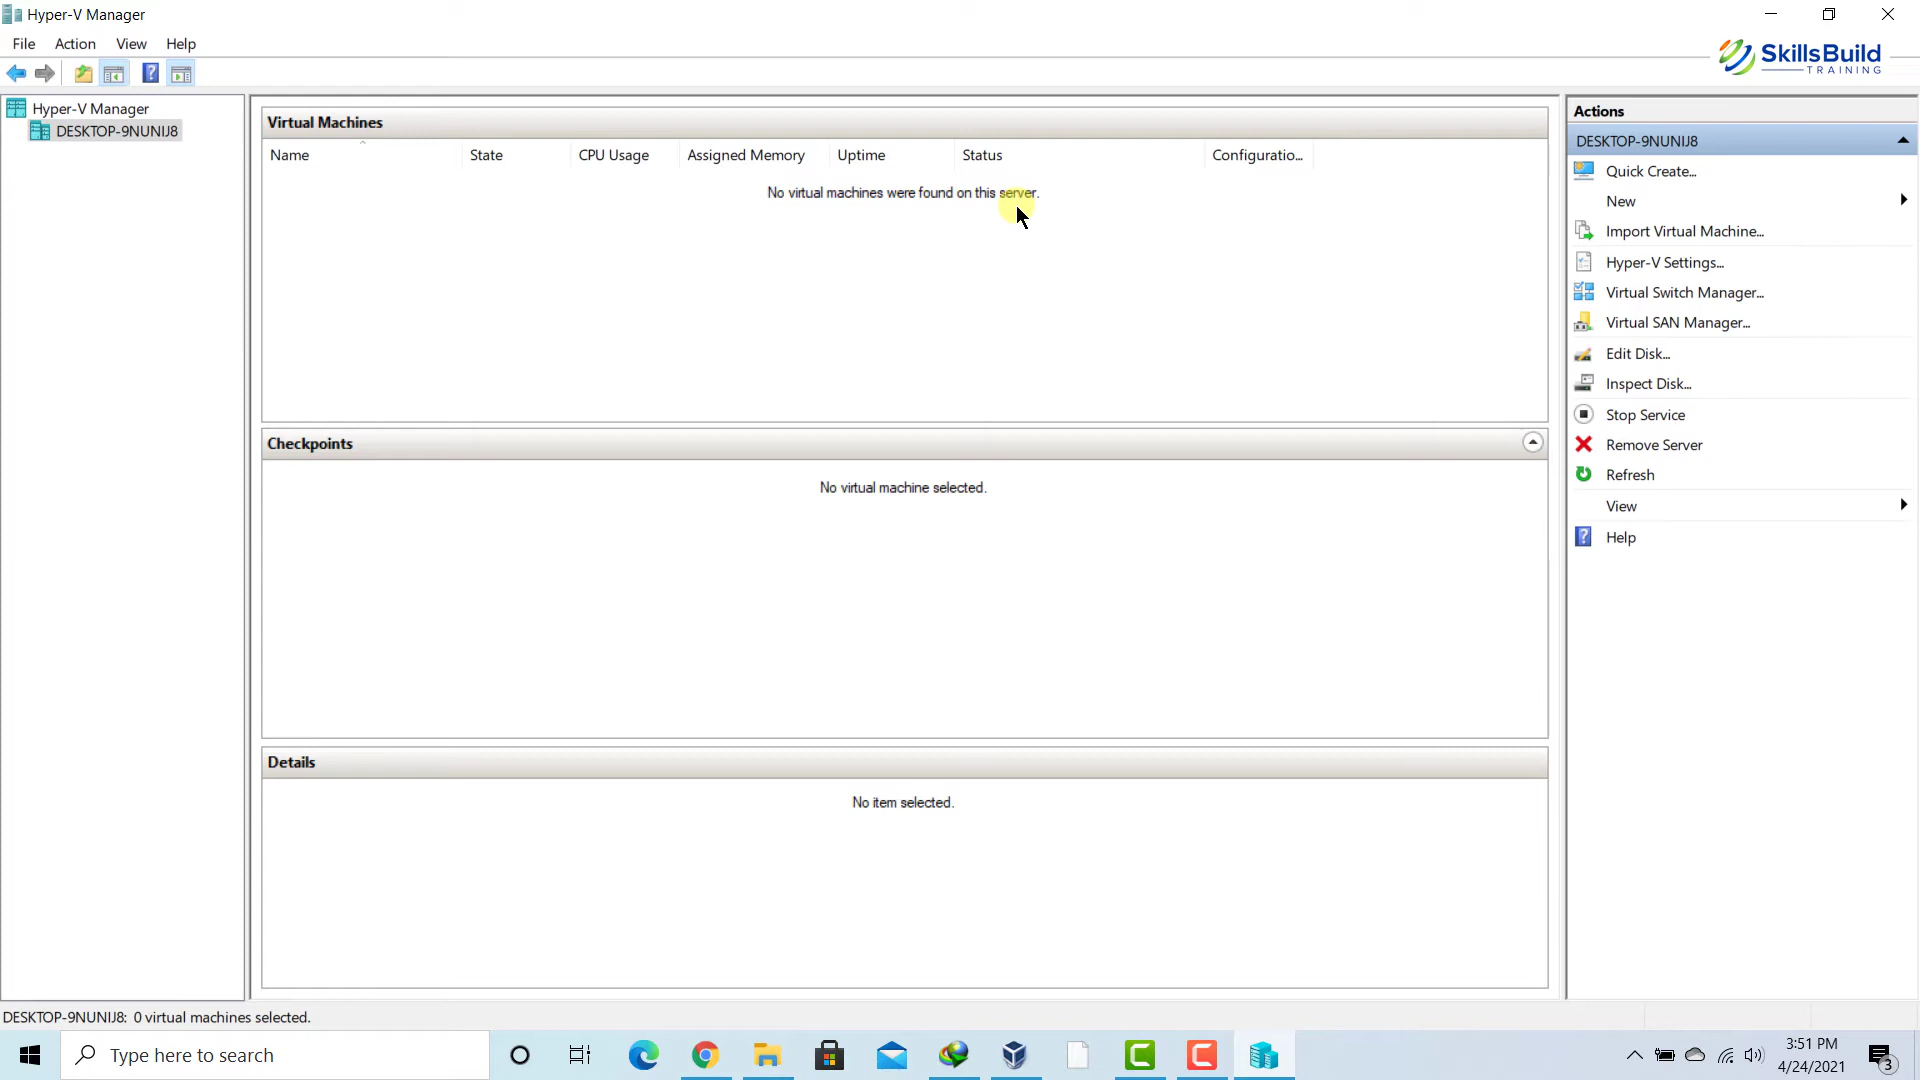 Hyper-V Manager
File Action View Help
SkillsBuild
TRAINING
Hyper-V Manager
DESKTOP-9NUNIJ8
Virtual Machines
Name State CPU Usage Assigned Memory Uptime Status Configuratio...
No virtual machines were found on this server.
Checkpoints
No virtual machine selected.
Details
No item selected.
Actions
DESKTOP-9NUNIJ8
Quick Create...
New
Import Virtual Machine...
Hyper-V Settings...
Virtual Switch Manager...
Virtual SAN Manager...
Edit Disk...
Inspect Disk...
Stop Service
Remove Server
Refresh
View
Help
DESKTOP-9NUNIJ8: 0 virtual machines selected.
Type here to search
3:51 PM
4/24/2021
3